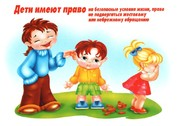 Дети имеют право на безопасные условия жизни, право
не подвергаться жестокому
или небрежному обращению